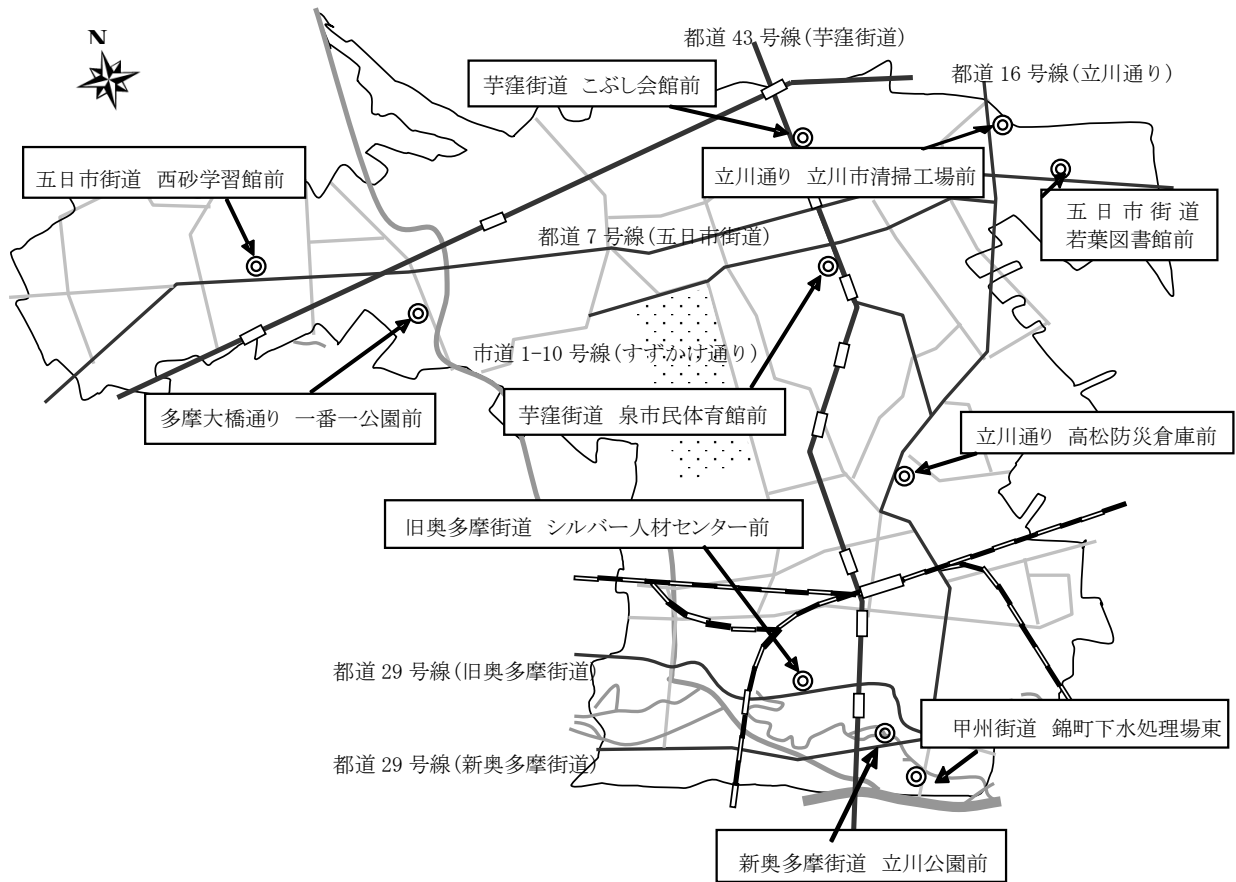 N
都道 43 号線(芋窪街道)
都道 16 号線(立川通り)
芋窪街道 こぶし会館前
五日市街道 西砂学習館前
立川通り 立川市清掃工場前
五日市街道
若葉図書館前
都道 7 号線(五日市街道)
市道 1-10 号線(すずかけ通り)
多摩大橋通り 一番一公園前
芋窪街道 泉市民体育館前
立川通り 高松防災倉庫前
旧奥多摩街道 シルバー人材センター前
都道 29 号線(旧奥多摩街道)
甲州街道 錦町下水処理場東
都道 29 号線(新奥多摩街道)
新奥多摩街道 立川公園前